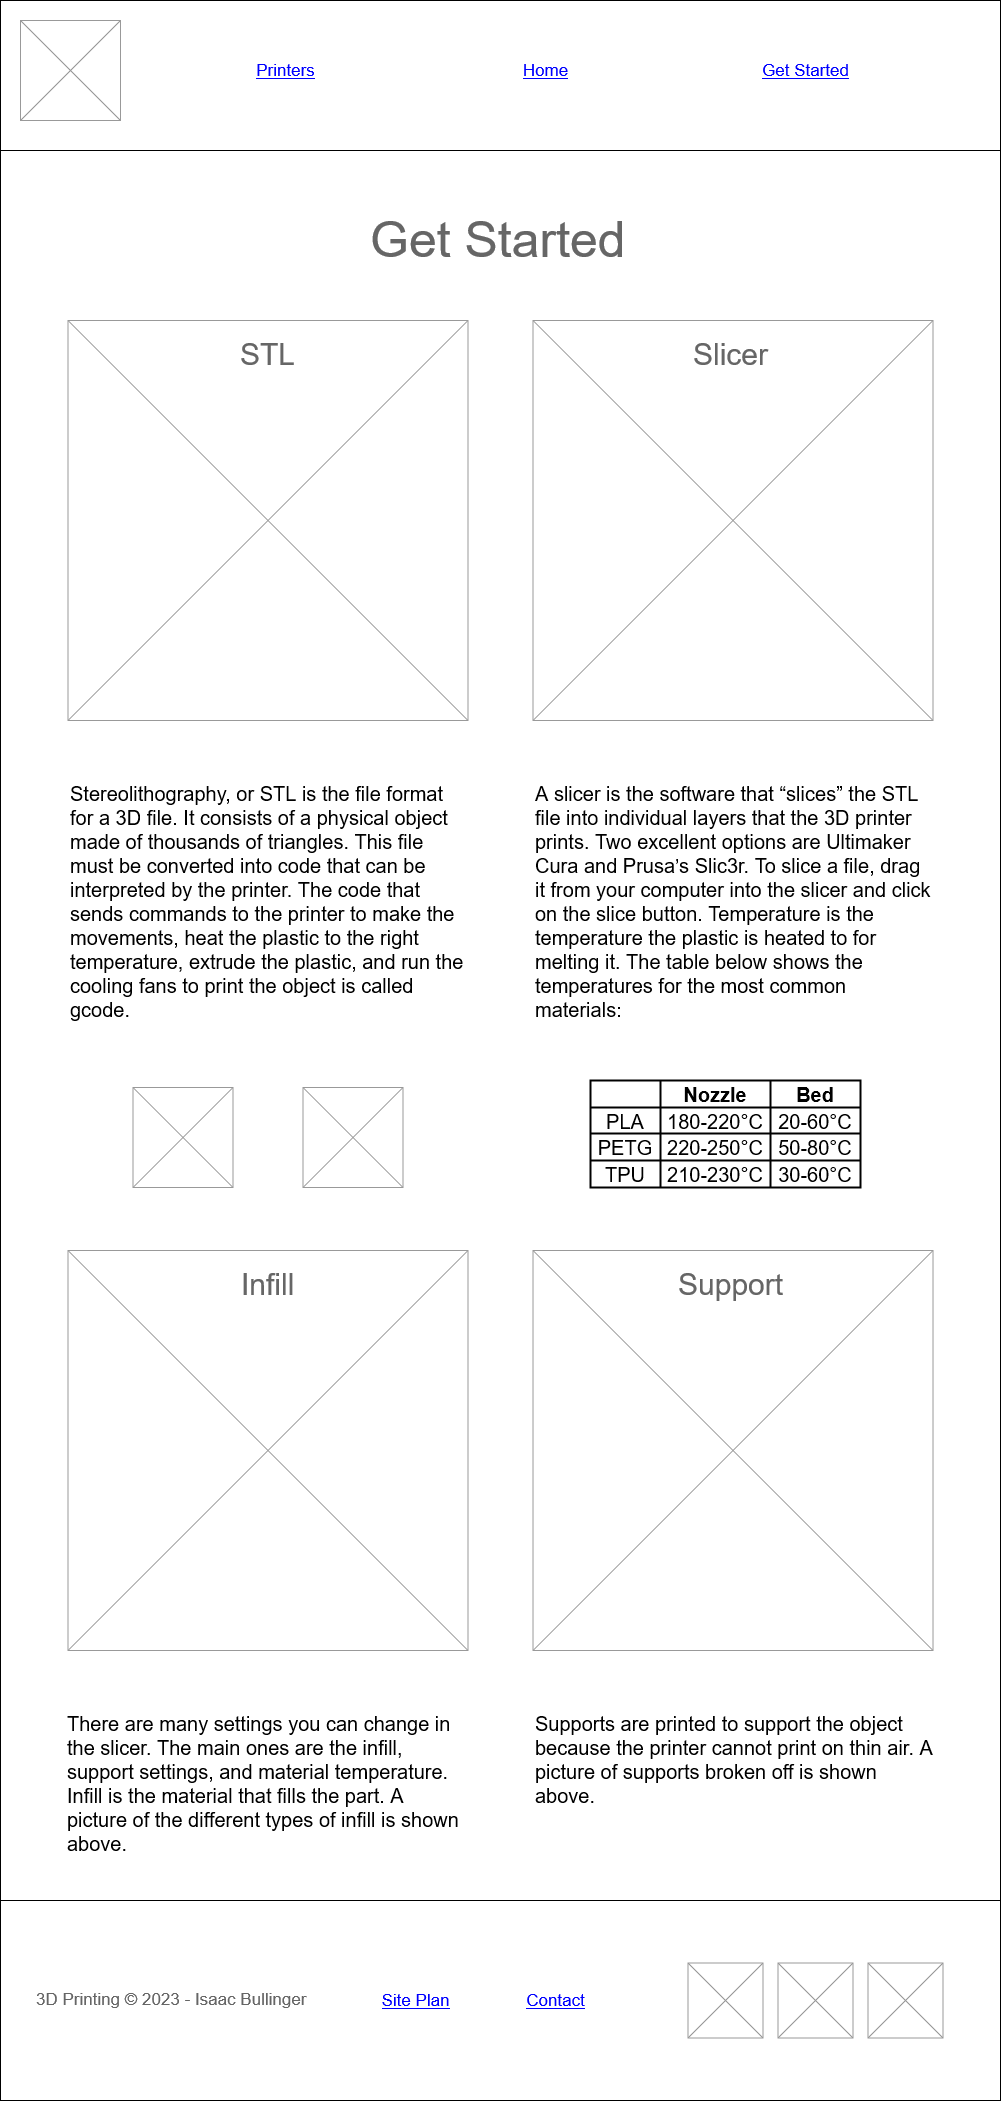 Printers
Home
Get Started
Get Started
STL
Slicer
Stereolithography, or STL is the file format
for a 3D file. It consists of a physical object
made of thousands of triangles. This file
must be converted into code that can be
interpreted by the printer. The code that
sends commands to the printer to make the
movements, heat the plastic to the right
temperature, extrude the plastic, and run the
cooling fans to print the object is called
gcode.
A slicer is the software that “slices” the STL
file into individual layers that the 3D printer
prints. Two excellent options are Ultimaker
Cura and Prusa’s Slic3r. To slice a file, drag
it from your computer into the slicer and click
on the slice button. Temperature is the
temperature the plastic is heated to for
melting it. The table below shows the
temperatures for the most common
materials:
Nozzle Bed
PLA 180-220°C 20-60°C
PETG 220-250°C 50-80°C
TPU 210-230°C 30-60°C
Infill
Support
There are many settings you can change in
the slicer. The main ones are the infill,
support settings, and material temperature.
Infill is the material that fills the part. A
picture of the different types of infill is shown
above.
Supports are printed to support the object
because the printer cannot print on thin air. A
picture of supports broken off is shown
above.
3D Printing © 2023 - Isaac Bullinger
Site Plan
Contact